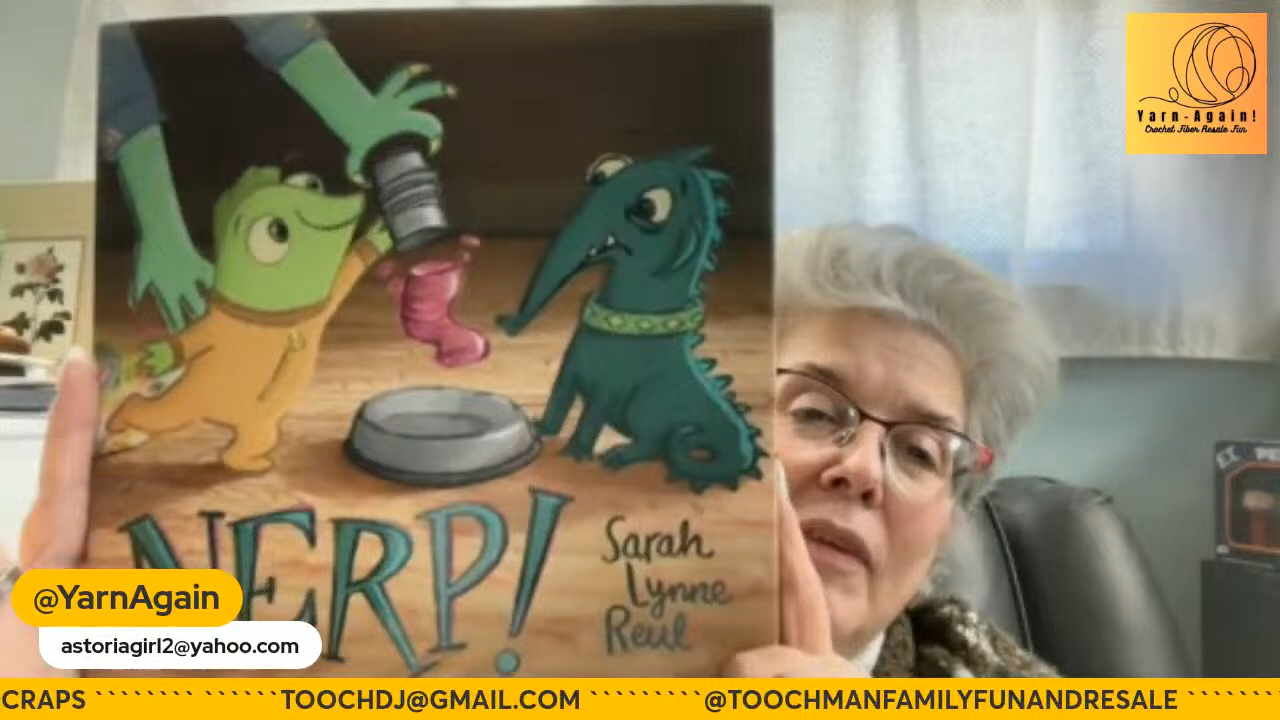 Yarn-Again!
Crochet Fiber Resale Fun
NERP!
Sarah
Lynne
Reul
@YarnAgain
astoriagirl2@yahoo.com
CRAPS ```````` ``````TOOCHDJ@GMAIL.COM ```````` ``````@TOOCHMANFAMILYFUNANDRESALE ``````